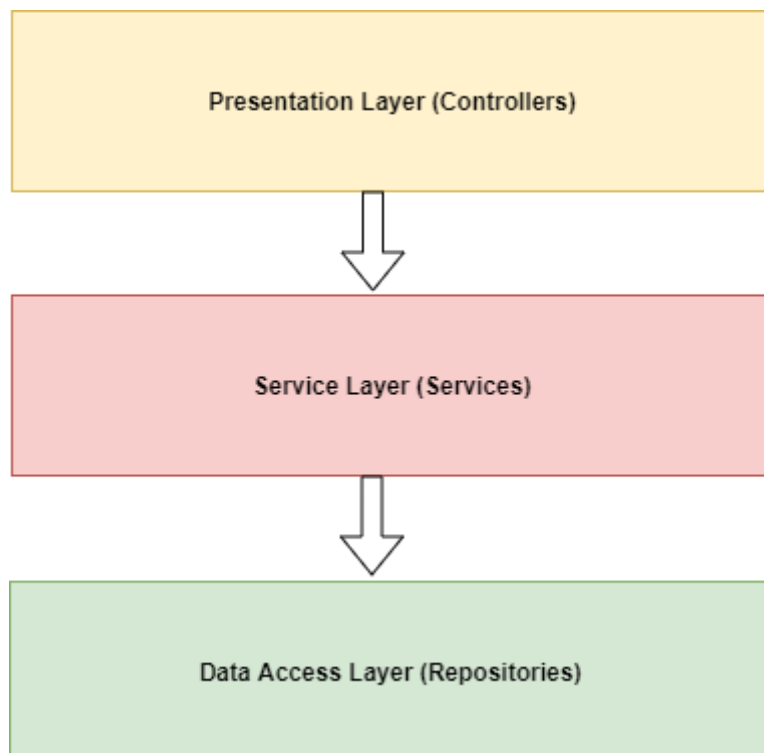 Presentation Layer (Controllers)
Service Layer (Services)
Data Access Layer (Repositories)